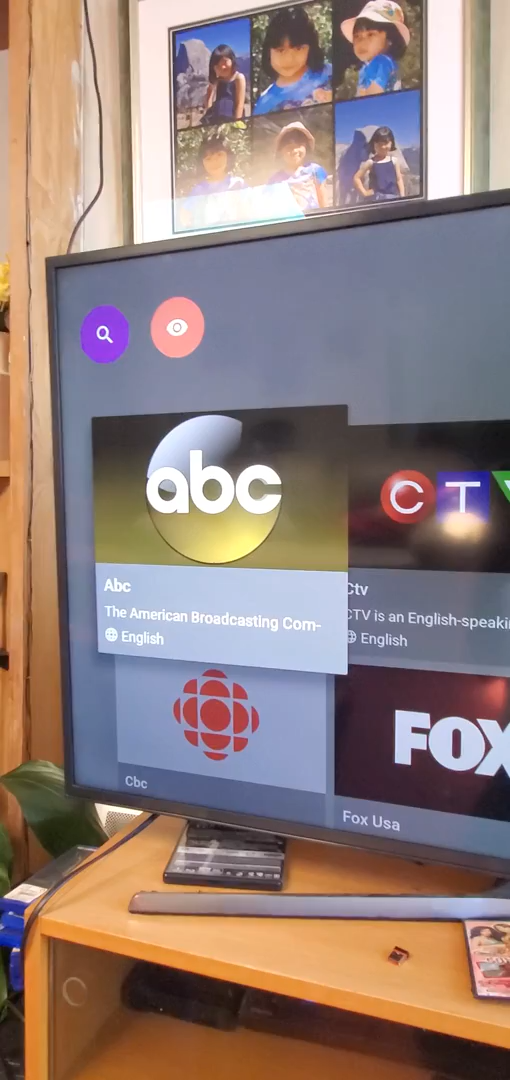 abc
CTV
Abc
The American Broadcasting Com-
English
Ctv
CTV is an English-speaki
English
Cbc
FOX
Fox Usa